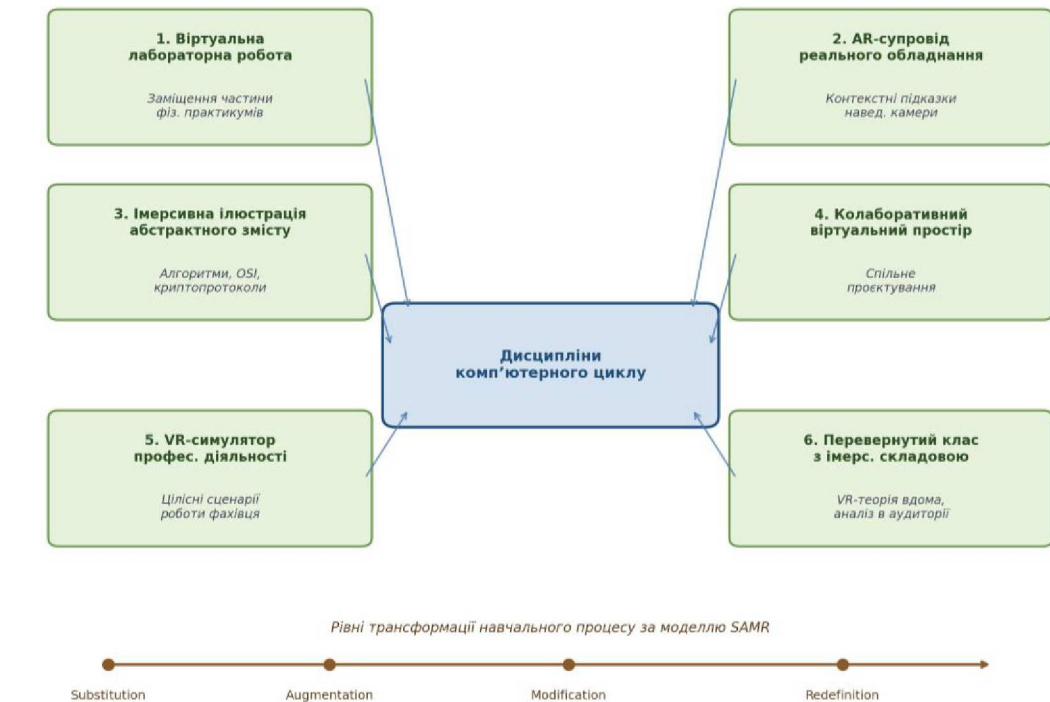 1. Віртуальна
лабораторна робота
Заміщення частини
фіз. практикумів
2. AR-супровід
реального обладнання
Контекстні підказки
навед. камери
3. Імерсивна ілюстрація
абстрактного змісту
Алгоритми, OSI,
криптопротоколи
4. Колаборативний
віртуальний простір
Спільне
проєктування
Дисципліни
комп’ютерного циклу
5. VR-симулятор
профес. діяльності
Цілісні сценарії
роботи фахівця
6. Перевернутий клас
з імерс. складовою
VR-теорія вдома,
аналіз в аудиторії
Рівні трансформації навчального процесу за моделлю SAMR
Substitution
Augmentation
Modification
Redefinition